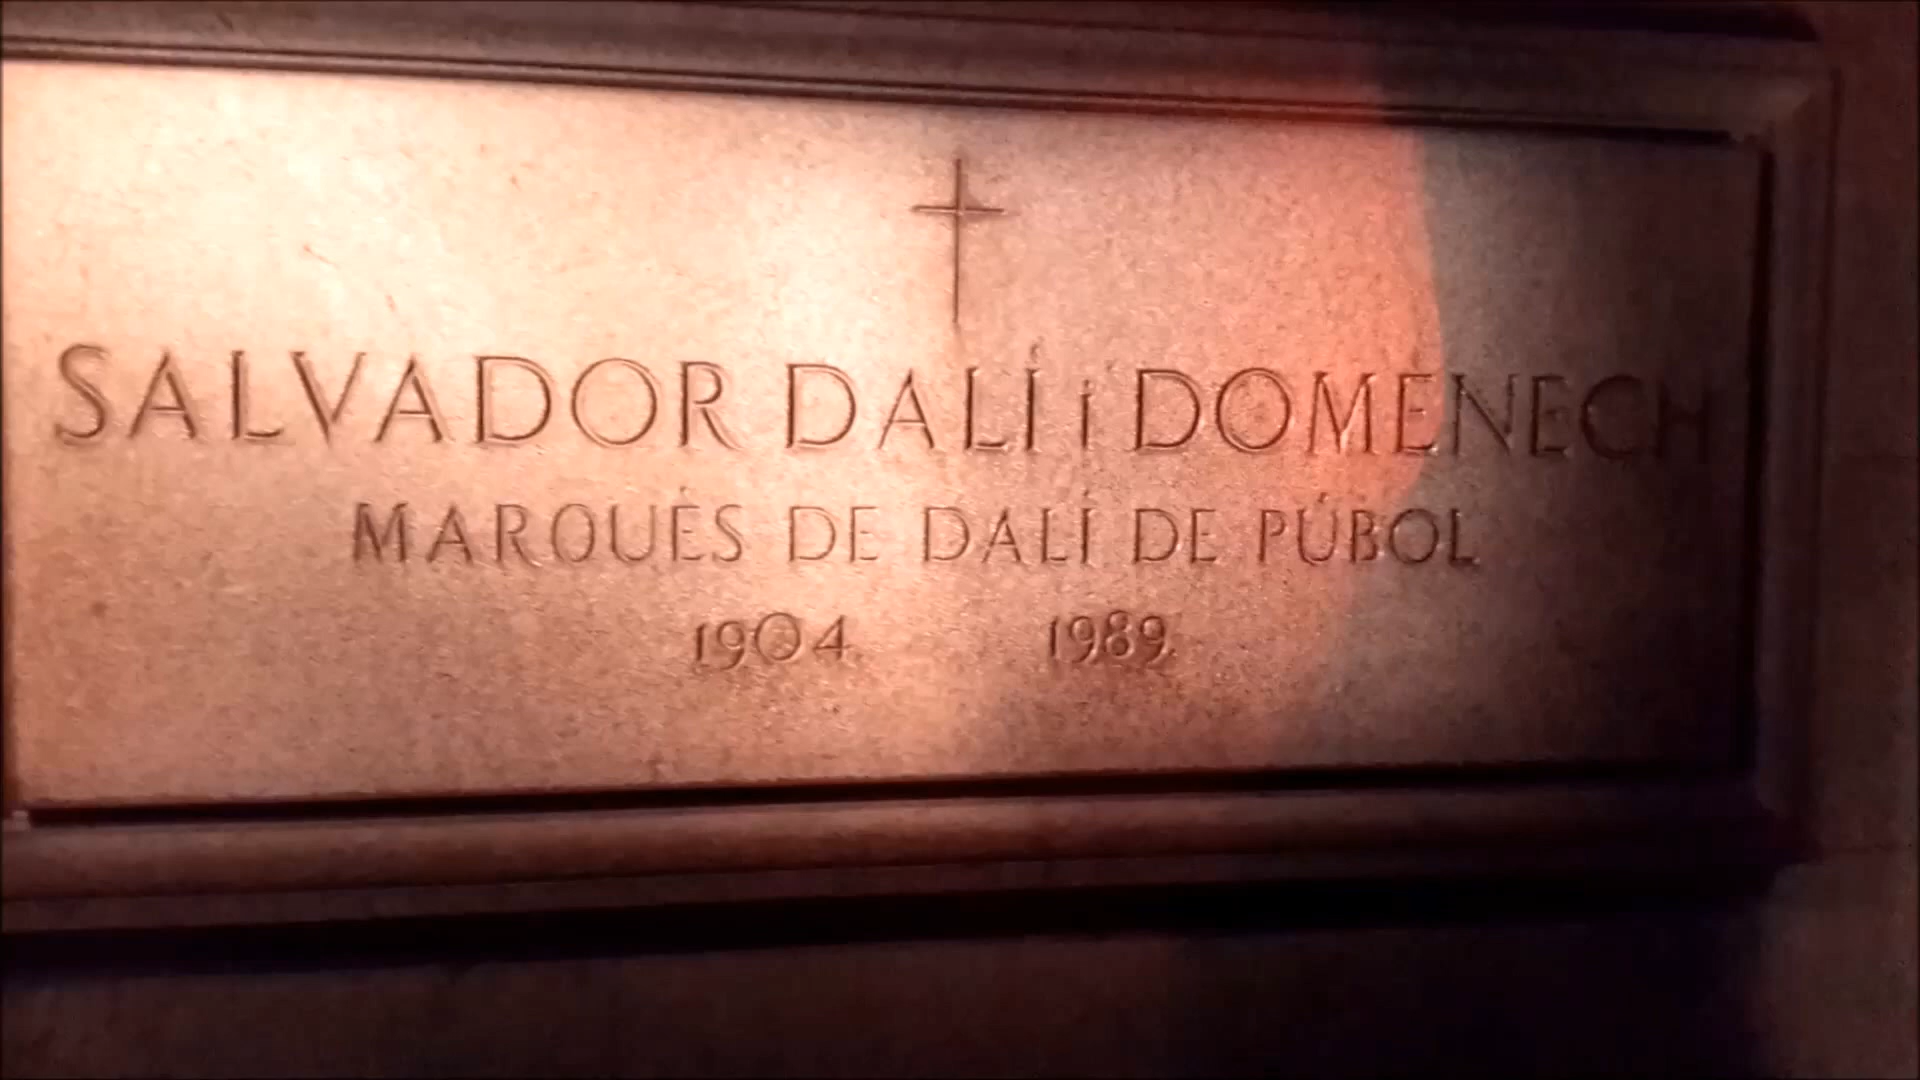 SALVADOR DALÍ i DOMENECH
MARQUÉS DE DALÍ DE PÚBOL
1904 1989